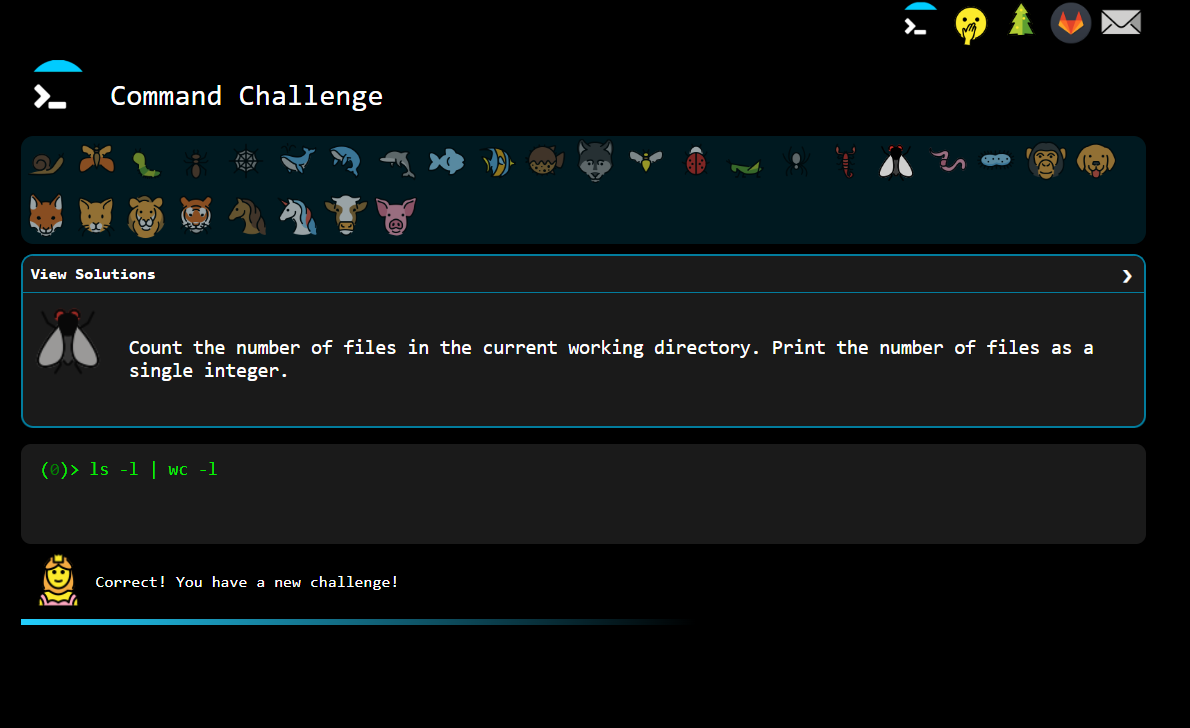 Command Challenge
View Solutions
Count the number of files in the current working directory. Print the number of files as a
single integer.
(0)> ls -l | wc -l
Correct! You have a new challenge!